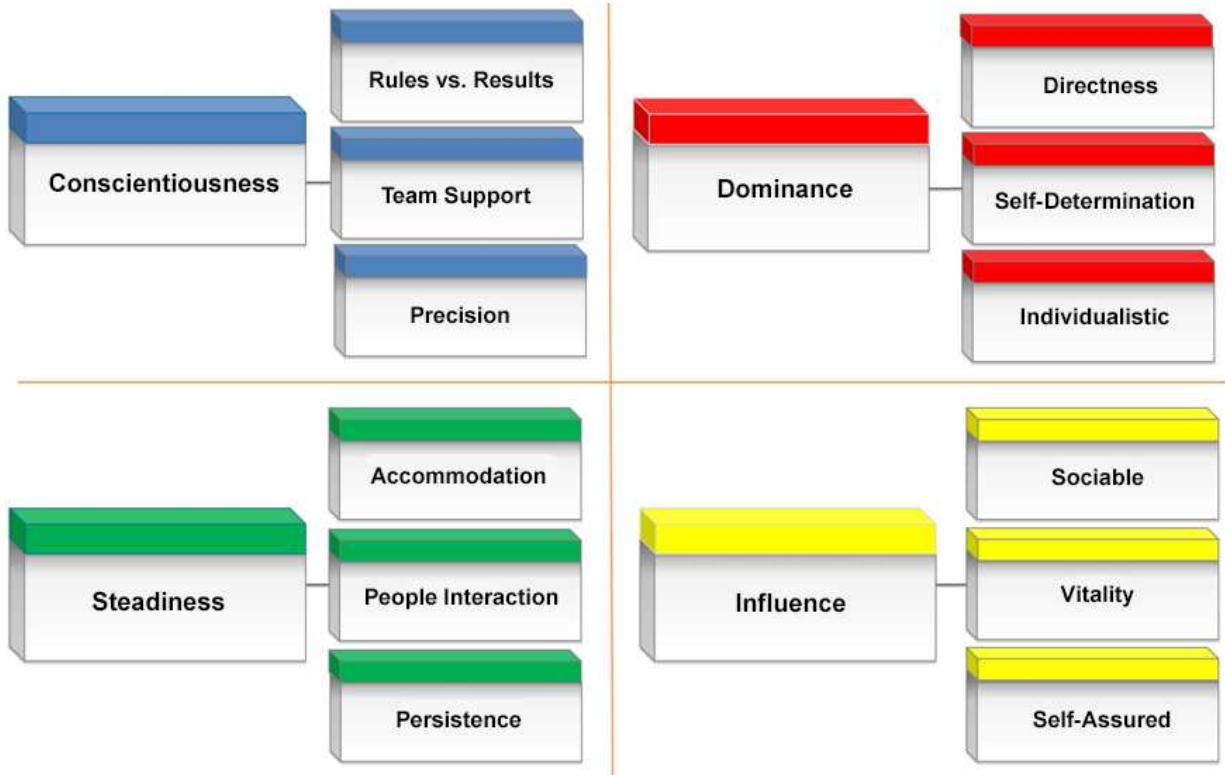 Conscientiousness
Rules vs. Results
Team Support
Precision
Dominance
Directness
Self-Determination
Individualistic
Steadiness
Accommodation
People Interaction
Persistence
Influence
Sociable
Vitality
Self-Assured